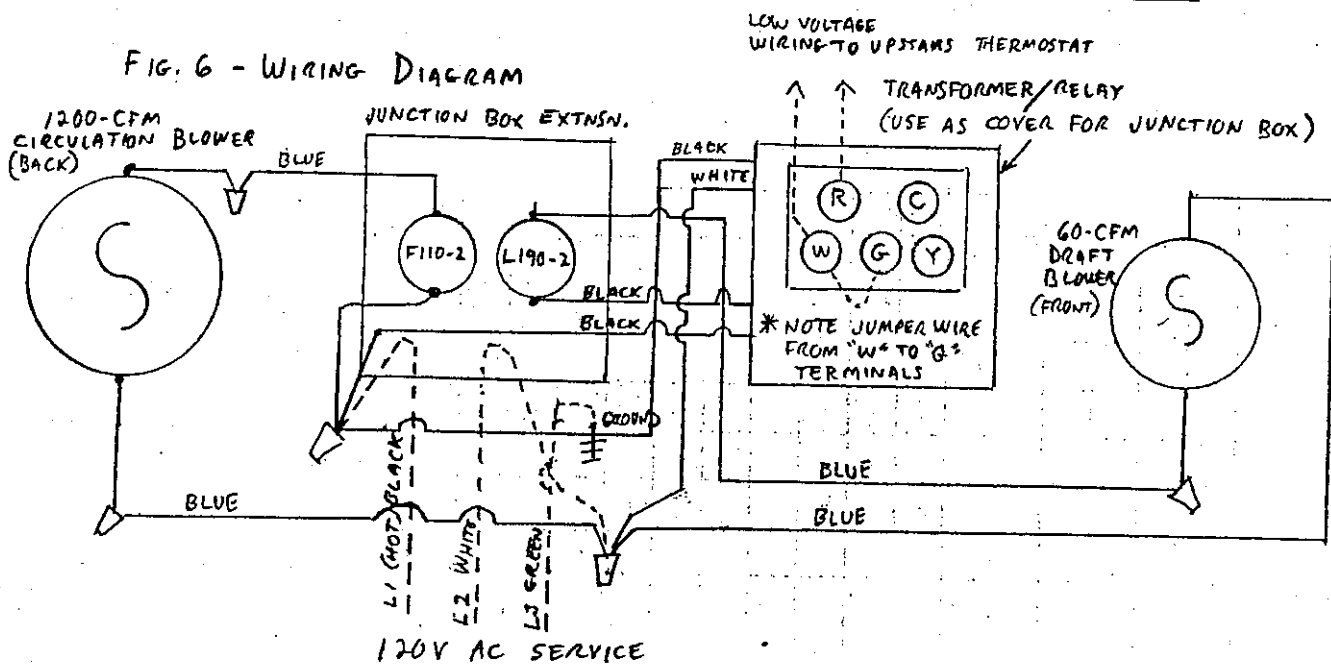 LOW VOLTAGE
WIRING TO UPSTAIRS THERMOSTAT
FIG. 6 - WIRING DIAGRAM
TRANSFORMER/RELAY
(USE AS COVER FOR JUNCTION BOX)
1200-CFM
CIRCULATION BLOWER
(BACK)
JUNCTION BOX EXTNSN.
BLUE
BLACK
WHITE
R
C
W
G
Y
F110-2
L190-2
60-CFM
DRAFT
BLOWER
(FRONT)
BLACK
BLACK
* NOTE JUMPER WIRE
FROM "W" TO "G"
TERMINALS
GROUND
BLUE
BLUE
BLUE
L1 (HOT) BLACK
L2 WHITE
L3 GREEN
120V AC SERVICE